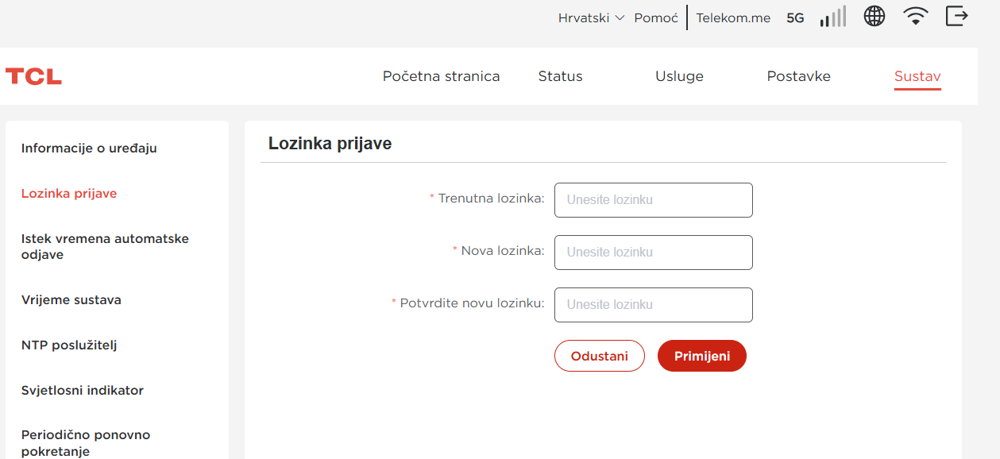 Hrvatski Pomoć Telekom.me 5G
TCL Početna stranica Status Usluge Postavke Sustav
Informacije o uređaju
Lozinka prijave
Istek vremena automatske
odjave
Vrijeme sustava
NTP poslužitelj
Svjetlosni indikator
Periodično ponovno
pokretanje
Lozinka prijave
* Trenutna lozinka: Unesite lozinku
* Nova lozinka: Unesite lozinku
* Potvrdite novu lozinku: Unesite lozinku
Odustani Primijeni